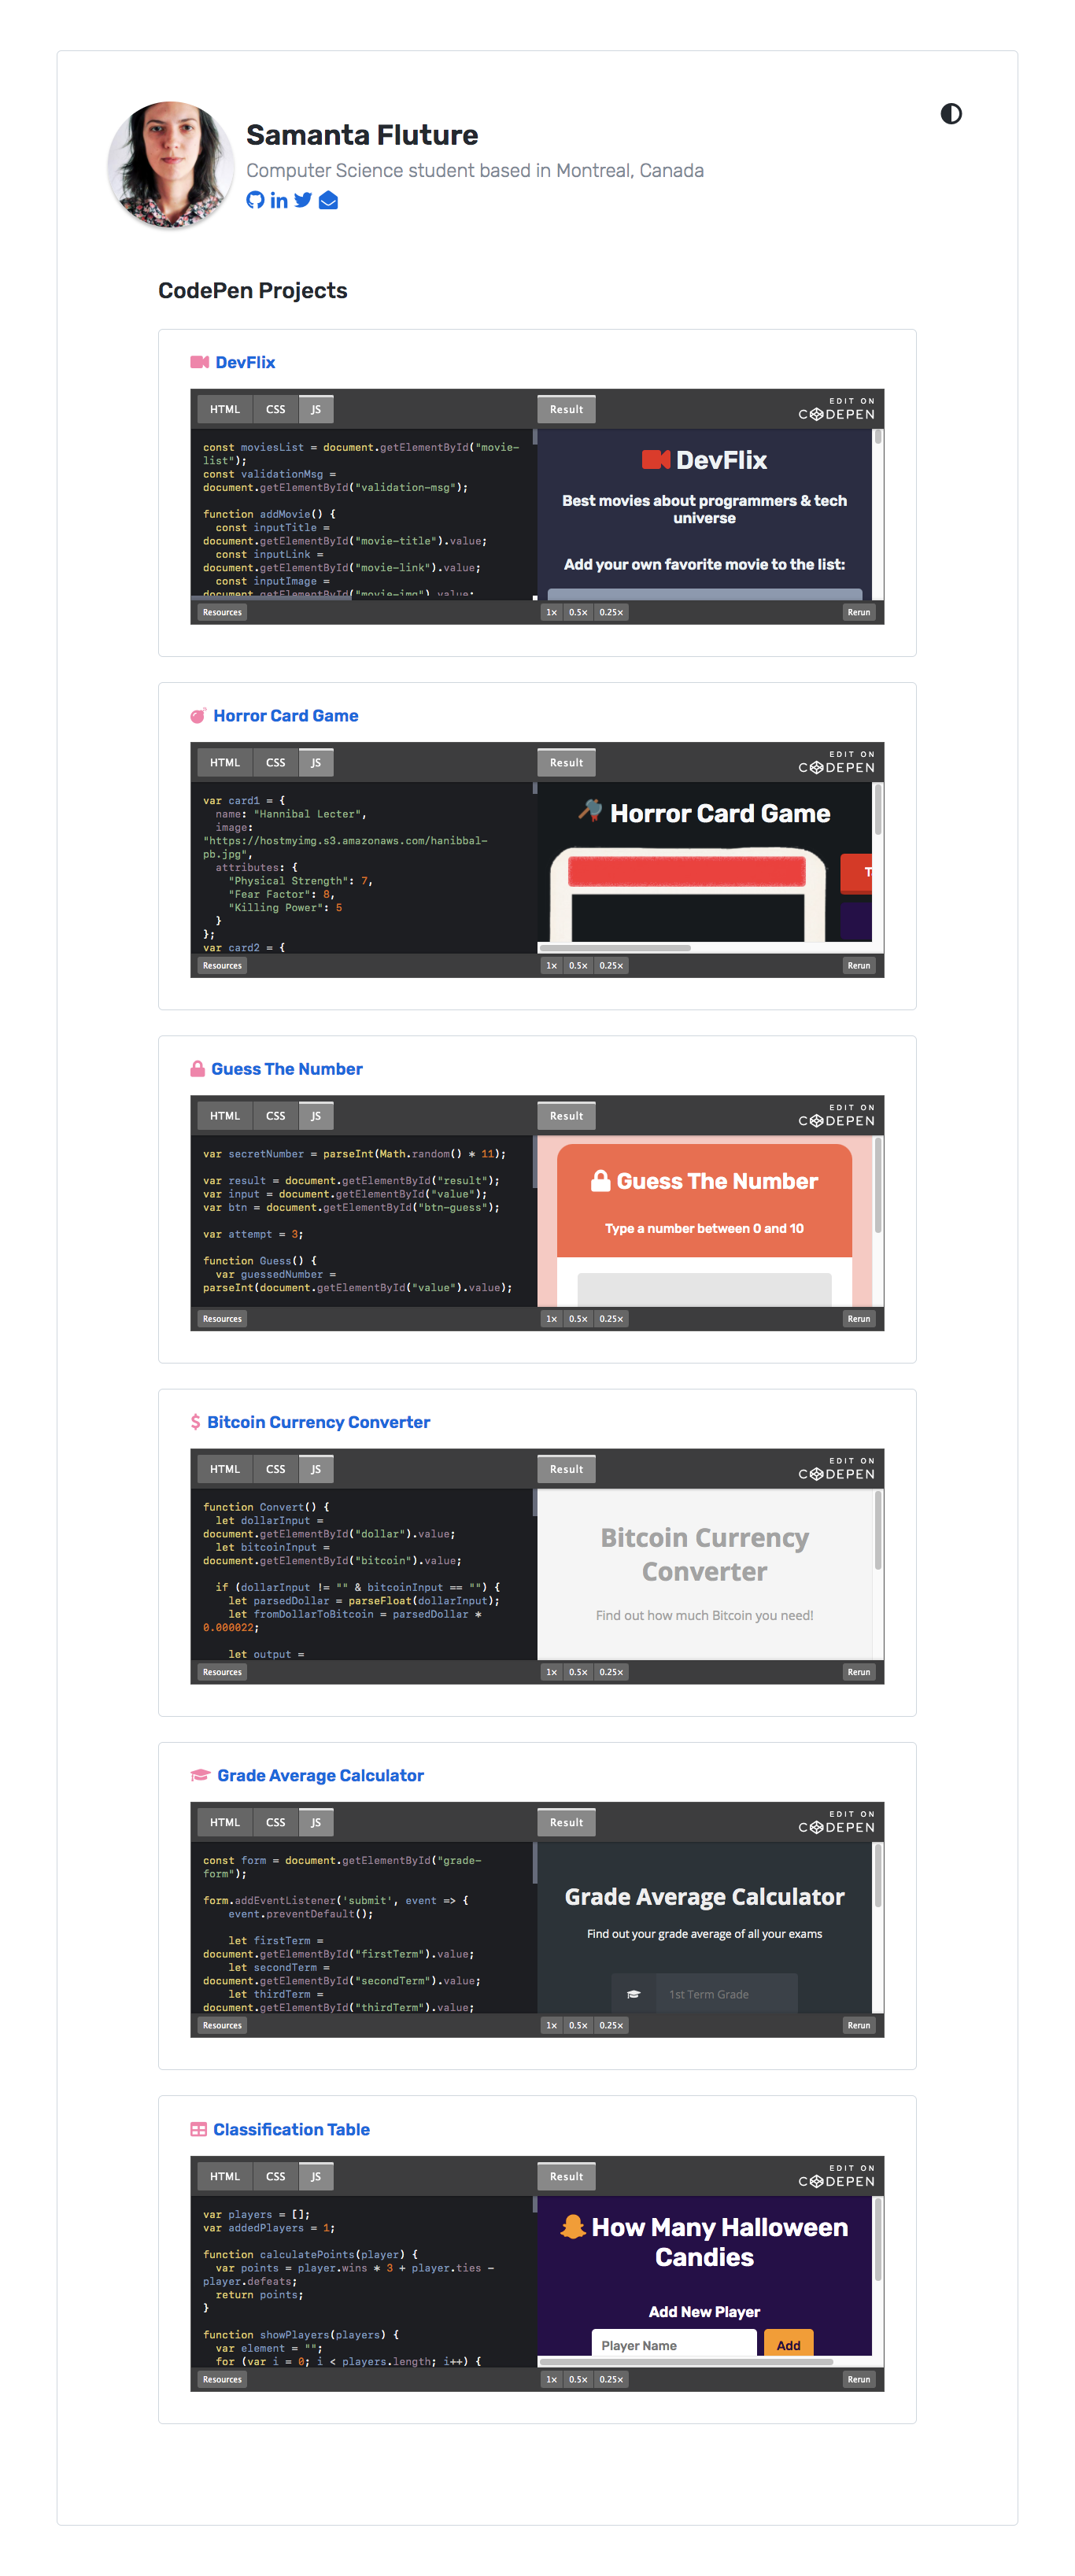 Samanta Fluture
Computer Science student based in Montreal, Canada
CodePen Projects
DevFlix
HTML CSS JS
Result
EDIT ON
CODEPEN
const moviesList = document.getElementById("movie-
list");
const validationMsg =
document.getElementById("validation-msg");
function addMovie() {
const inputTitle =
document.getElementById("movie-title").value;
const inputLink =
document.getElementById("movie-link").value;
const inputImage =
document.getElementById("movie-img").value;
DevFlix
Best movies about programmers & tech
universe
Add your own favorite movie to the list:
Resources
1× 0.5× 0.25×
Rerun
Horror Card Game
HTML CSS JS
Result
EDIT ON
CODEPEN
var card1 = {
name: "Hannibal Lecter",
image:
"https://hostmyimg.s3.amazonaws.com/hanibbal-
pb.jpg",
attributes: {
"Physical Strength": 7,
"Fear Factor": 8,
"Killing Power": 5
}
};
var card2 = {
Horror Card Game
Resources
1× 0.5× 0.25×
Rerun
Guess The Number
HTML CSS JS
Result
EDIT ON
CODEPEN
var secretNumber = parseInt(Math.random() * 11);
var result = document.getElementById("result");
var input = document.getElementById("value");
var btn = document.getElementById("btn-guess");
var attempt = 3;
function Guess() {
var guessedNumber =
parseInt(document.getElementById("value").value);
Guess The Number
Type a number between 0 and 10
Resources
1× 0.5× 0.25×
Rerun
Bitcoin Currency Converter
HTML CSS JS
Result
EDIT ON
CODEPEN
function Convert() {
let dollarInput =
document.getElementById("dollar").value;
let bitcoinInput =
document.getElementById("bitcoin").value;
if (dollarInput != "" & bitcoinInput == "") {
let parsedDollar = parseFloat(dollarInput);
let fromDollarToBitcoin = parsedDollar *
0.000022;
let output =
Bitcoin Currency
Converter
Find out how much Bitcoin you need!
Resources
1× 0.5× 0.25×
Rerun
Grade Average Calculator
HTML CSS JS
Result
EDIT ON
CODEPEN
const form = document.getElementById("grade-
form");
form.addEventListener('submit', event => {
event.preventDefault();
let firstTerm =
document.getElementById("firstTerm").value;
let secondTerm =
document.getElementById("secondTerm").value;
let thirdTerm =
document.getElementById("thirdTerm").value;
Grade Average Calculator
Find out your grade average of all your exams
1st Term Grade
Resources
1× 0.5× 0.25×
Rerun
Classification Table
HTML CSS JS
Result
EDIT ON
CODEPEN
var players = [];
var addedPlayers = 1;
function calculatePoints(player) {
var points = player.wins * 3 + player.ties -
player.defeats;
return points;
}
function showPlayers(players) {
var element = "";
for (var i = 0; i < players.length; i++) {
How Many Halloween
Candies
Add New Player
Player Name
Add
Resources
1× 0.5× 0.25×
Rerun